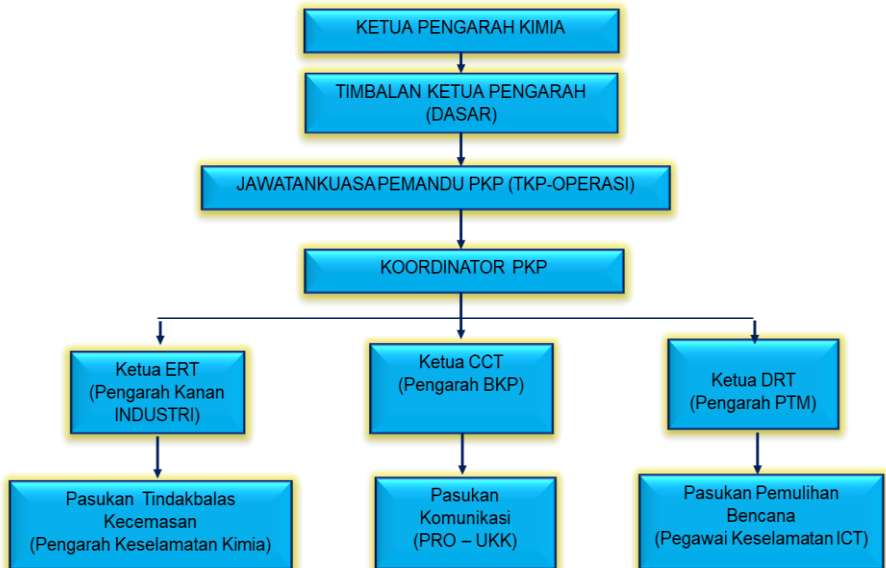 KETUA PENGARAH KIMIA
TIMBALAN KETUA PENGARAH
(DASAR)
JAWATANKUASA PEMANDU PKP (TKP-OPERASI)
KOORDINATOR PKP
Ketua ERT
(Pengarah Kanan
INDUSTRI)
Ketua CCT
(Pengarah BKP)
Ketua DRT
(Pengarah PTM)
Pasukan Tindakbalas
Kecemasan
(Pengarah Keselamatan Kimia)
Pasukan
Komunikasi
(PRO – UKK)
Pasukan Pemulihan
Bencana
(Pegawai Keselamatan ICT)